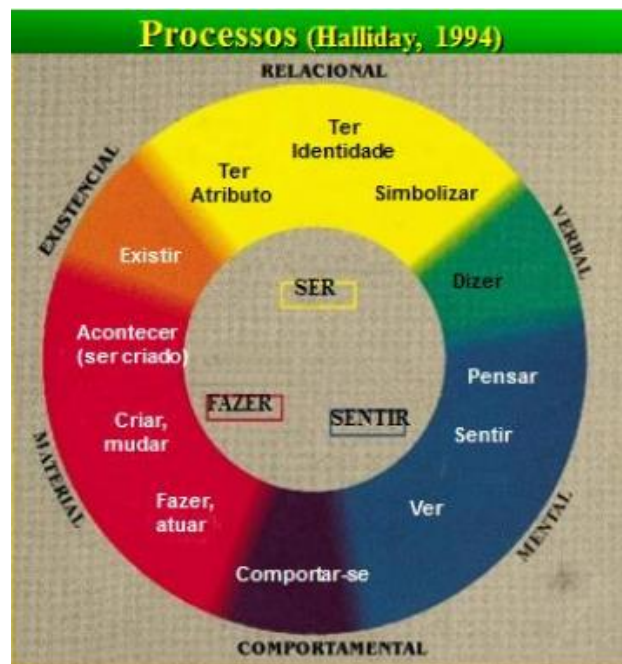 Processos (Halliday, 1994)
RELACIONAL
Ter
Identidade
Ter
Atributo
Simbolizar
EXISTENCIAL
VERBAL
Existir
SER
Dizer
Acontecer
(ser criado)
Pensar
FAZER
SENTIR
Criar,
mudar
Sentir
MATERIAL
Fazer,
atuar
Ver
MENTAL
Comportar-se
COMPORTAMENTAL